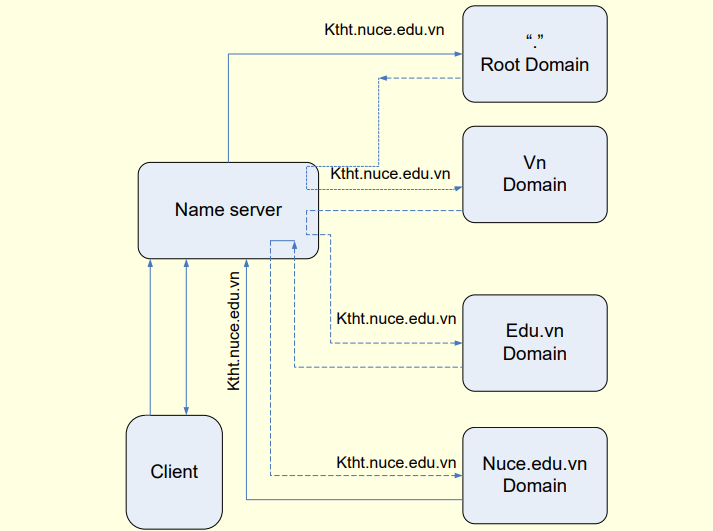 Ktht.nuce.edu.vn
“.”
Root Domain
Vn
Domain
Ktht.nuce.edu.vn
Name server
Ktht.nuce.edu.vn
Ktht.nuce.edu.vn
Edu.vn
Domain
Client
Ktht.nuce.edu.vn
Nuce.edu.vn
Domain